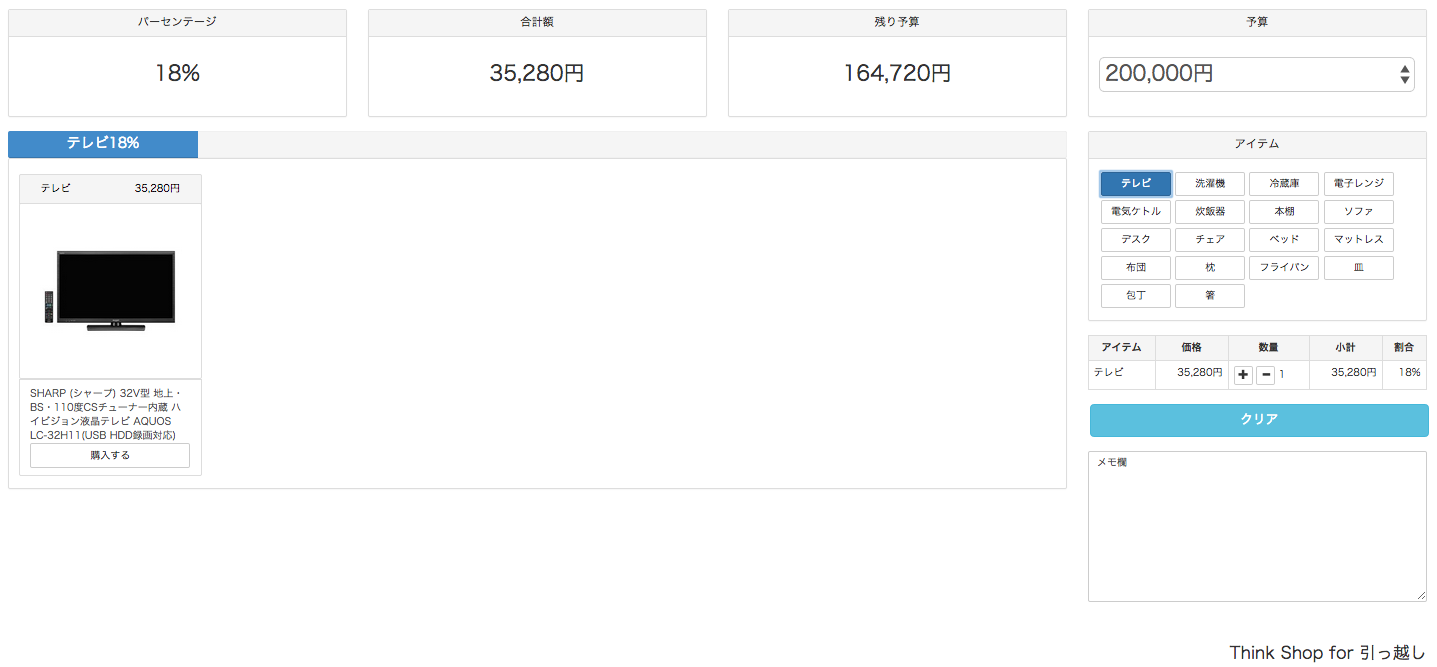 パーセンテージ
18%
合計額
35,280円
残り予算
164,720円
予算
200,000円
テレビ18%
テレビ 35,280円
SHARP (シャープ) 32V型 地上・
BS・110度CSチューナー内蔵 ハ
イビジョン液晶テレビ AQUOS
LC-32H11(USB HDD録画対応)
購入する
アイテム
テレビ 洗濯機 冷蔵庫 電子レンジ
電気ケトル 炊飯器 本棚 ソファ
デスク チェア ベッド マットレス
布団 枕 フライパン 皿
包丁 箸
アイテム 価格 数量 小計 割合
テレビ 35,280円 + − 1 35,280円 18%
クリア
メモ欄
Think Shop for 引っ越し